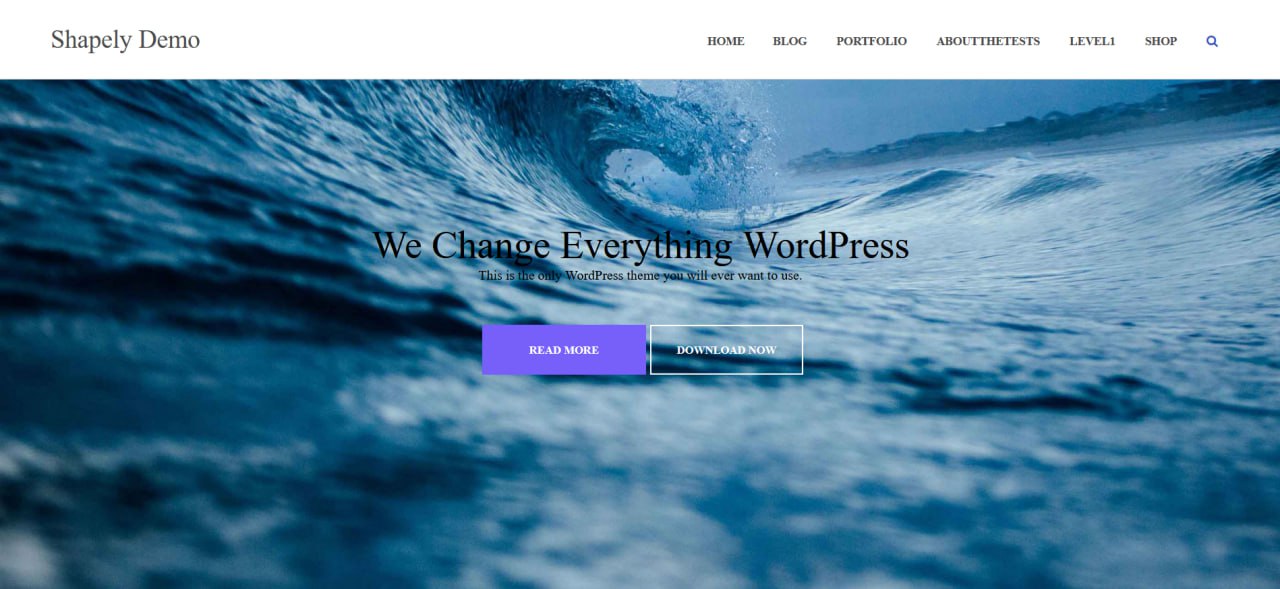 Shapely Demo
HOME BLOG PORTFOLIO ABOUTTHETESTS LEVEL1 SHOP
We Change Everything WordPress
This is the only WordPress theme you will ever want to use.
READ MORE DOWNLOAD NOW